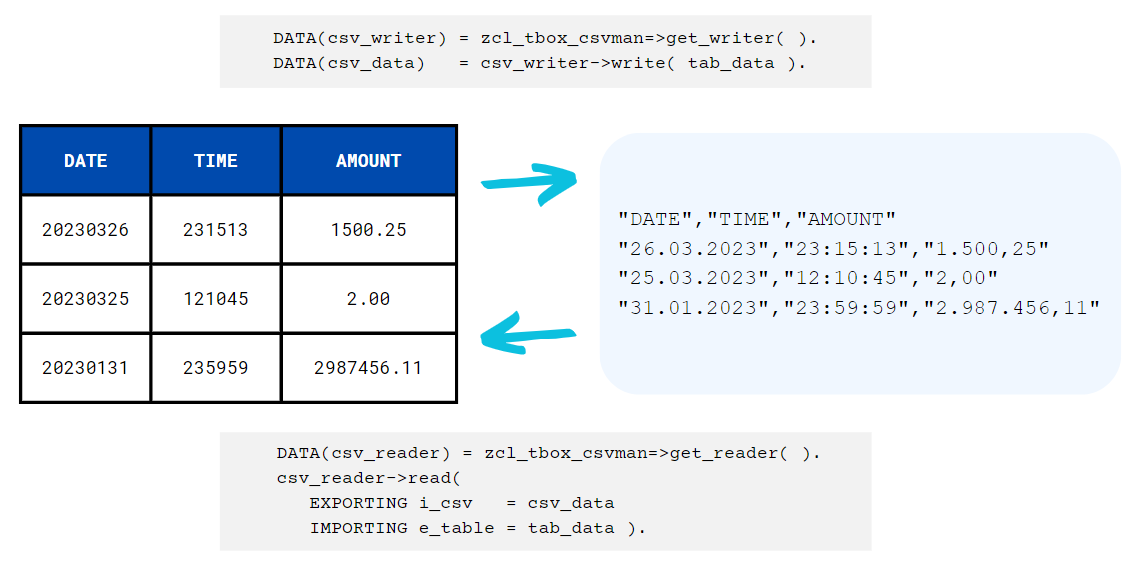 DATA(csv_writer) = zcl_tbox_csvman=>get_writer( ).
DATA(csv_data)   = csv_writer->write( tab_data ).
DATE TIME AMOUNT
20230326 231513 1500.25
20230325 121045 2.00
20230131 235959 2987456.11
"DATE","TIME","AMOUNT"
"26.03.2023","23:15:13","1.500,25"
"25.03.2023","12:10:45","2,00"
"31.01.2023","23:59:59","2.987.456,11"
DATA(csv_reader) = zcl_tbox_csvman=>get_reader( ).
csv_reader->read(
   EXPORTING i_csv   = csv_data
   IMPORTING e_table = tab_data ).